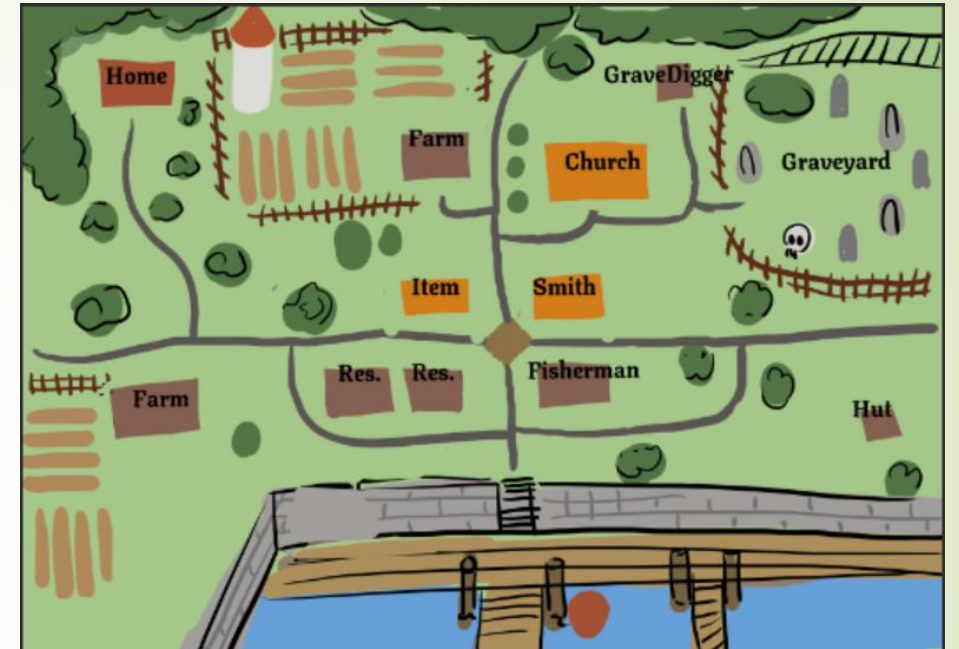 Home
GraveDigger
Farm
Church
Graveyard
Item
Smith
Res.
Res.
Fisherman
Farm
Hut